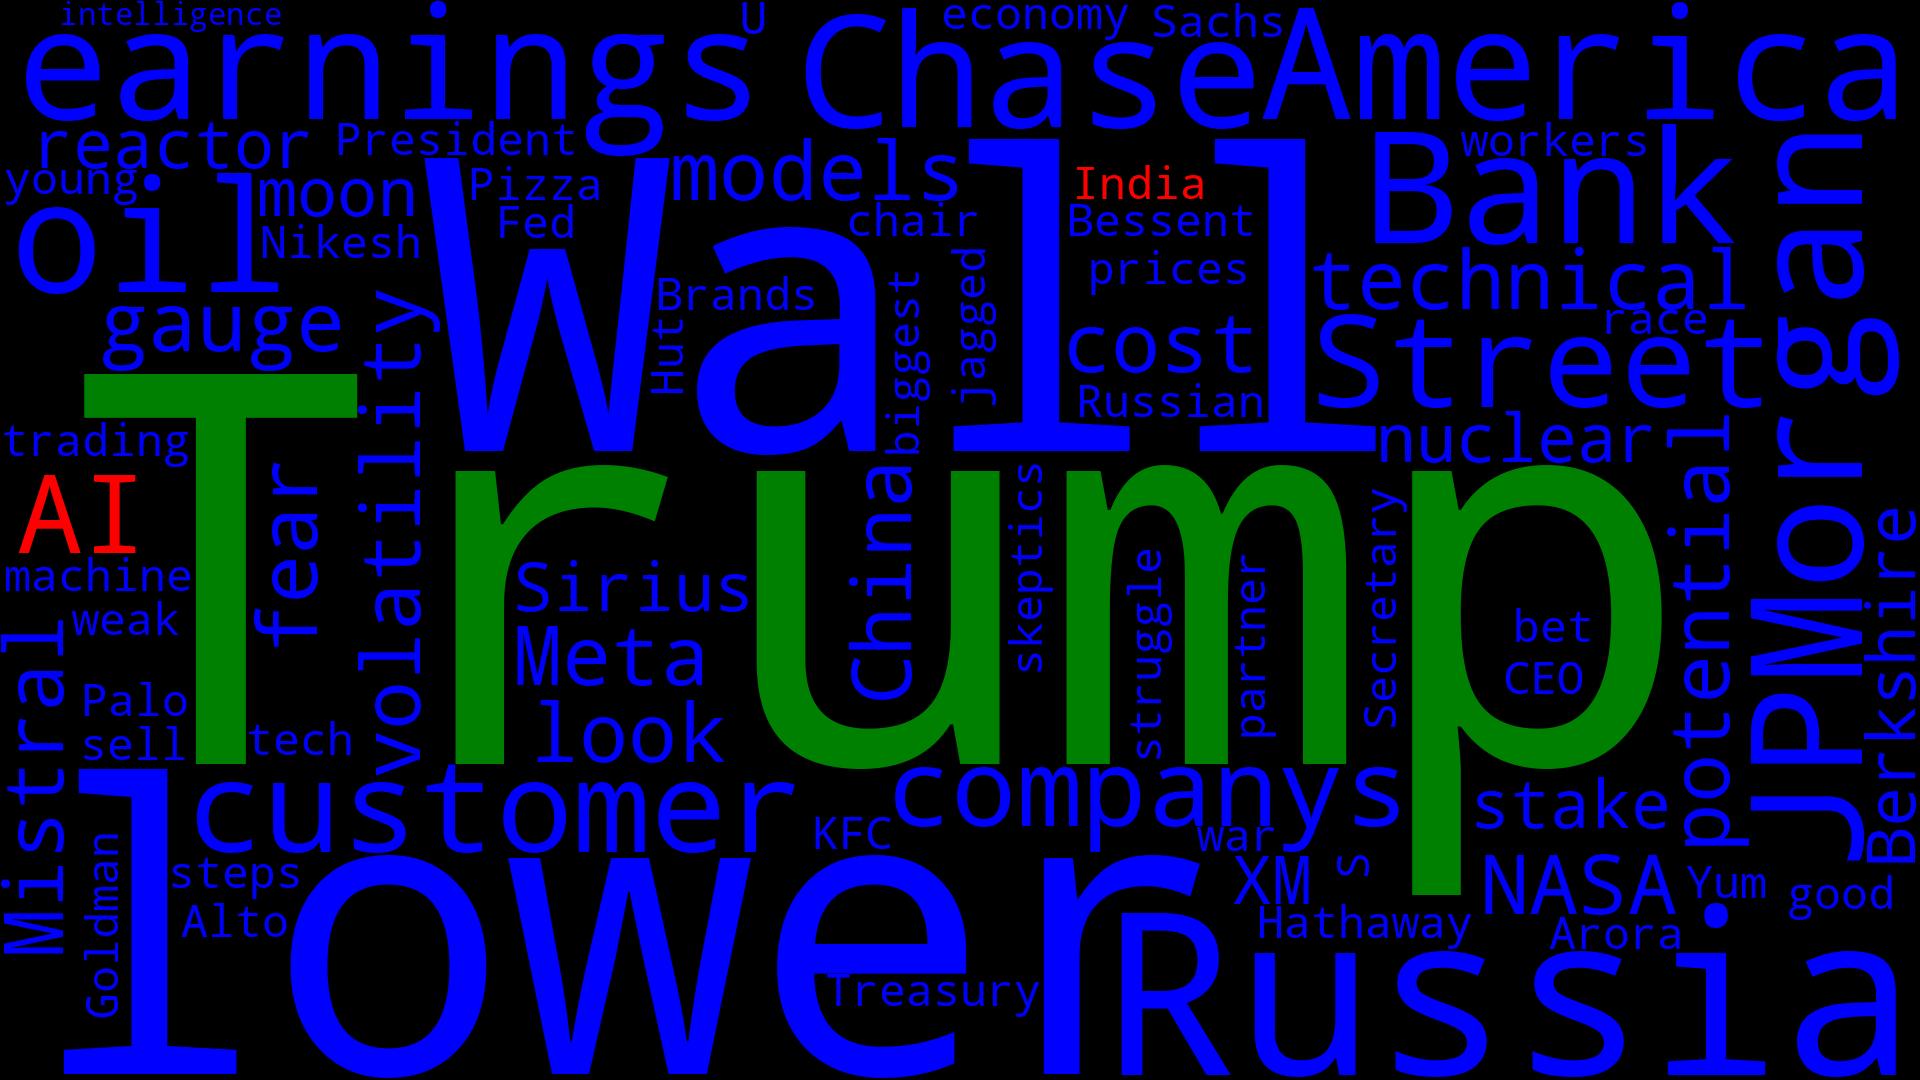 intelligence
earnings
U
Chase
economy
Sachs
America
reactor
President
models
workers
Bank
young
oil
moon
Pizza
Fed
Nikesh
Wall
chair
India
Bessent
prices
technical
JPMorgan
gauge
volatility
Hut
Brands
biggest
jagged
cost
Russian
race
Street
nuclear
trading
Trump
AI
fear
machine
weak
Mistral
Palo
sell
tech
Sirius
Meta
look
China
skeptics
struggle
partner
Secretary
bet
CEO
potential
Berkshire
lower
customer
KFC
companys
war
stake
XM
S
NASA
Yum
good
Goldman
steps
Alto
Hathaway
Arora
Treasury
Russia